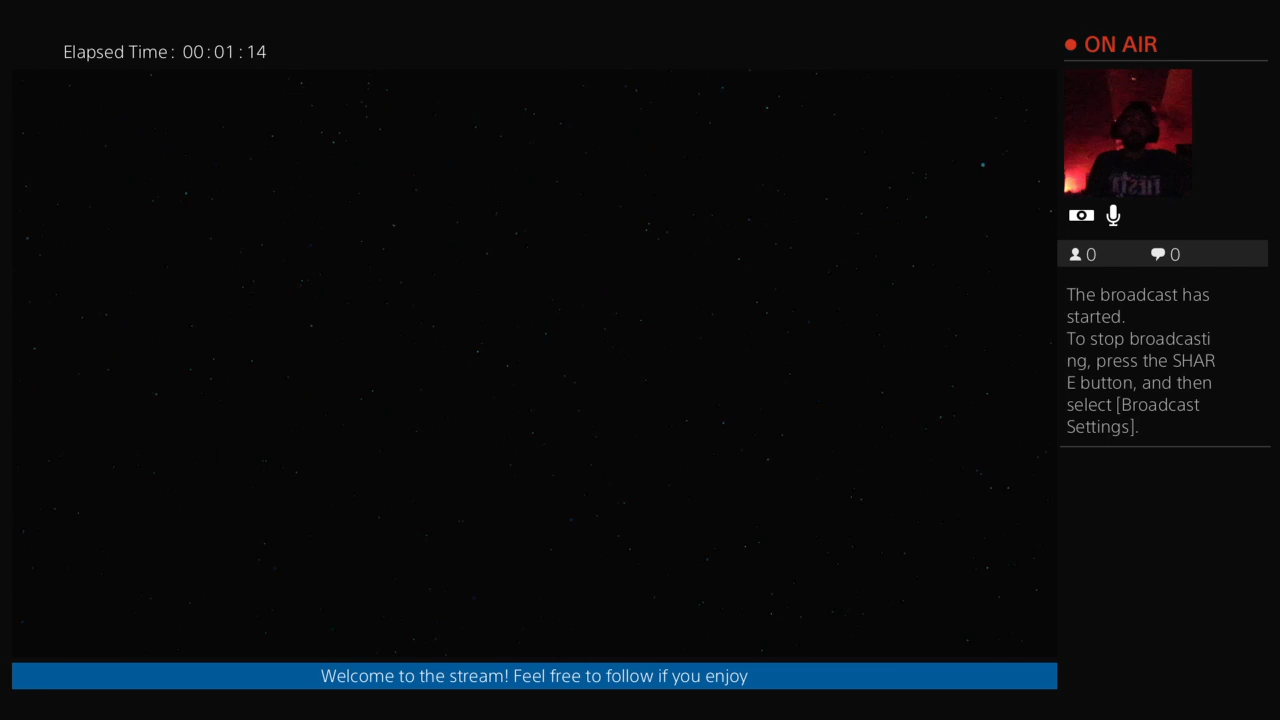 Elapsed Time: 00:01:14
ON AIR
0 0
The broadcast has
started.
To stop broadcasti
ng, press the SHAR
E button, and then
select [Broadcast
Settings].
Welcome to the stream! Feel free to follow if you enjoy